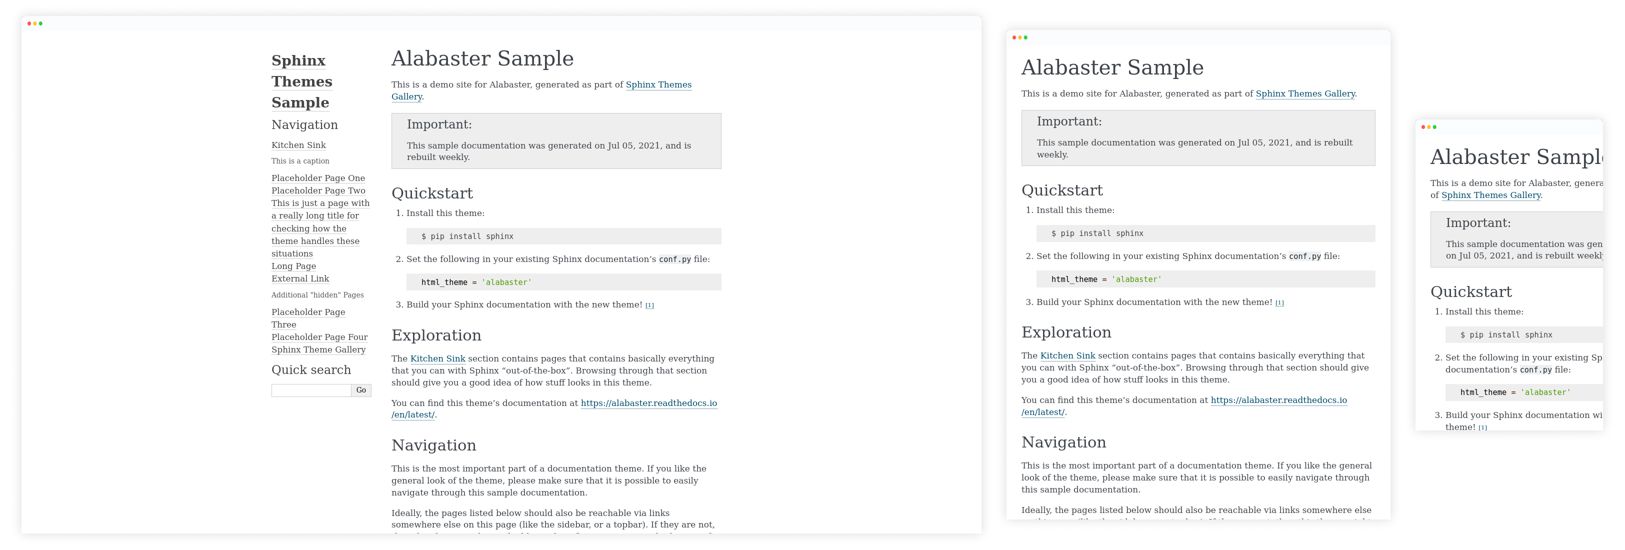 Sphinx
Themes
Sample
Navigation
Kitchen Sink
This is a caption
Placeholder Page One
Placeholder Page Two
This is just a page with
a really long title for
checking how the
theme handles these
situations
Long Page
External Link
Additional "hidden" Pages
Placeholder Page
Three
Placeholder Page Four
Sphinx Theme Gallery
Quick search
Go
Alabaster Sample
This is a demo site for Alabaster, generated as part of Sphinx Themes
Gallery.
Important:
This sample documentation was generated on Jul 05, 2021, and is
rebuilt weekly.
Quickstart
1. Install this theme:
$ pip install sphinx
2. Set the following in your existing Sphinx documentation’s conf.py file:
html_theme = 'alabaster'
3. Build your Sphinx documentation with the new theme! [1]
Exploration
The Kitchen Sink section contains pages that contains basically everything
that you can with Sphinx “out-of-the-box”. Browsing through that section
should give you a good idea of how stuff looks in this theme.
You can find this theme’s documentation at https://alabaster.readthedocs.io
/en/latest/.
Navigation
This is the most important part of a documentation theme. If you like the
general look of the theme, please make sure that it is possible to easily
navigate through this sample documentation.
Ideally, the pages listed below should also be reachable via links
somewhere else on this page (like the sidebar, or a topbar). If they are not,
Alabaster Sample
This is a demo site for Alabaster, generated as part of Sphinx Themes Gallery.
Important:
This sample documentation was generated on Jul 05, 2021, and is rebuilt
weekly.
Quickstart
1. Install this theme:
$ pip install sphinx
2. Set the following in your existing Sphinx documentation’s conf.py file:
html_theme = 'alabaster'
3. Build your Sphinx documentation with the new theme! [1]
Exploration
The Kitchen Sink section contains pages that contains basically everything that
you can with Sphinx “out-of-the-box”. Browsing through that section should give
you a good idea of how stuff looks in this theme.
You can find this theme’s documentation at https://alabaster.readthedocs.io
/en/latest/.
Navigation
This is the most important part of a documentation theme. If you like the general
look of the theme, please make sure that it is possible to easily navigate through
this sample documentation.
Ideally, the pages listed below should also be reachable via links somewhere else
Alabaster Sample
This is a demo site for Alabaster, genera
of Sphinx Themes Gallery.
Important:
This sample documentation was gen
on Jul 05, 2021, and is rebuilt weekl
Quickstart
1. Install this theme:
$ pip install sphinx
2. Set the following in your existing Sp
documentation’s conf.py file:
html_theme = 'alabaster'
3. Build your Sphinx documentation wi
theme! [1]